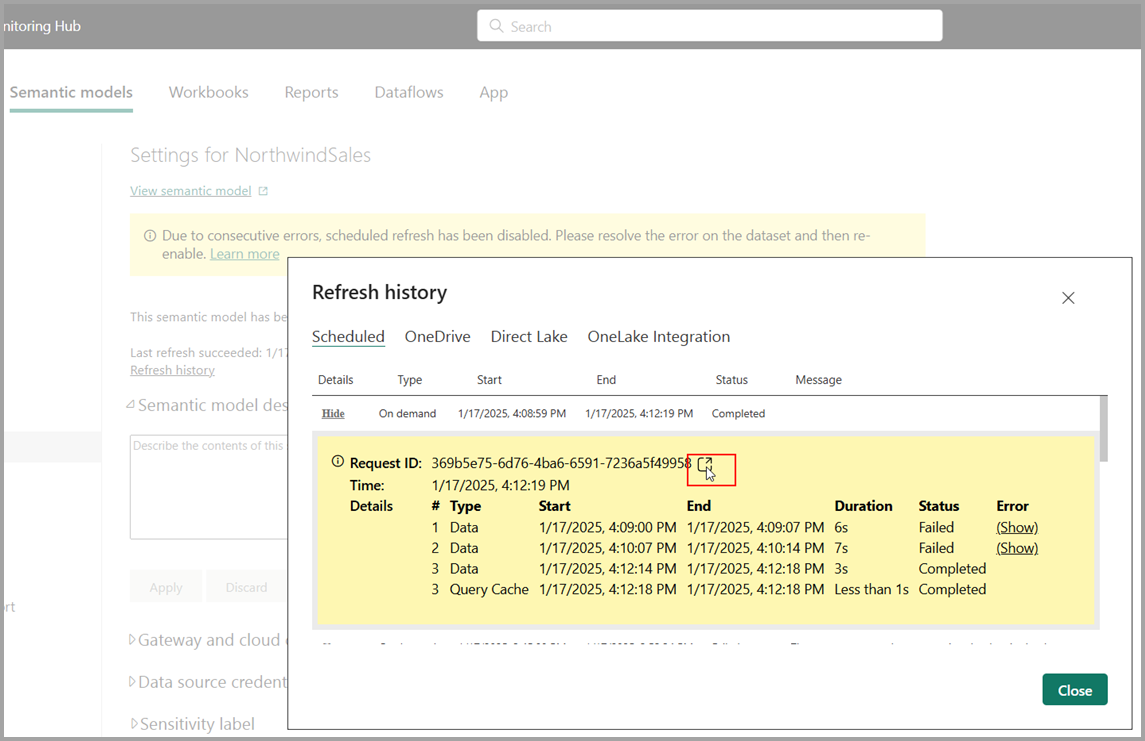 nitoring Hub
Search
Semantic models Workbooks Reports Dataflows App
Settings for NorthwindSales
View semantic model
Due to consecutive errors, scheduled refresh has been disabled. Please resolve the error on the dataset and then re-
enable. Learn more
This semantic model has be
Last refresh succeeded: 1/17
Refresh history
Semantic model des
Describe the contents of this
Apply Discard
rt
Gateway and cloud
Data source credent
Sensitivity label
Refresh history
Scheduled OneDrive Direct Lake OneLake Integration
Details Type Start End Status Message
Hide On demand 1/17/2025, 4:08:59 PM 1/17/2025, 4:12:19 PM Completed
Request ID: 369b5e75-6d76-4ba6-6591-7236a5f49958
Time: 1/17/2025, 4:12:19 PM
Details # Type Start End Duration Status Error
1 Data 1/17/2025, 4:09:00 PM 1/17/2025, 4:09:07 PM 6s Failed (Show)
2 Data 1/17/2025, 4:10:07 PM 1/17/2025, 4:10:14 PM 7s Failed (Show)
3 Data 1/17/2025, 4:12:14 PM 1/17/2025, 4:12:18 PM 3s Completed
3 Query Cache 1/17/2025, 4:12:18 PM 1/17/2025, 4:12:18 PM Less than 1s Completed
Close